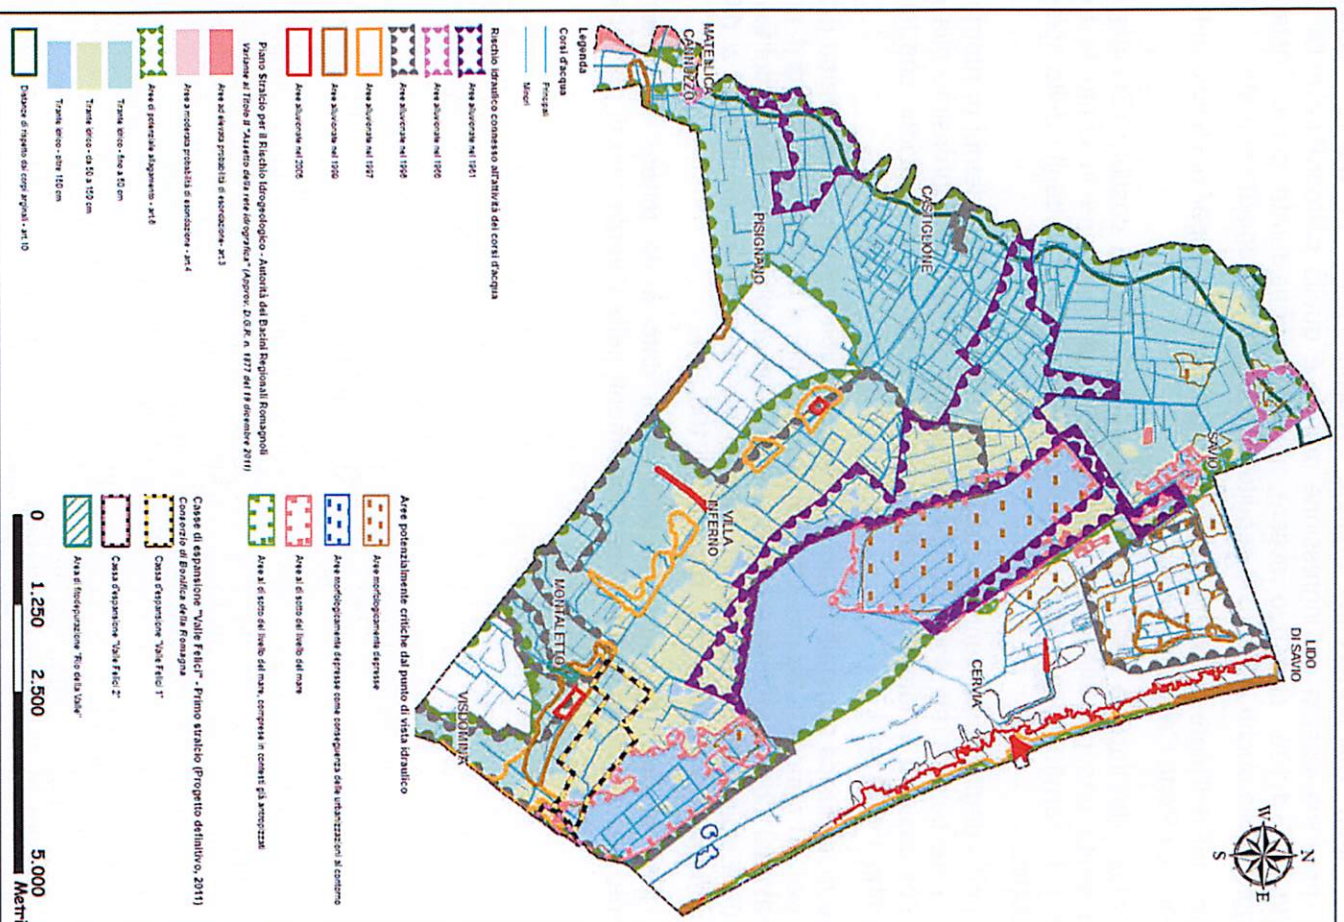 MATELLICA
CANNUZZO
PISIGNANO
CASTIGLIONE
SAVIO
LIDO
DI SAVIO
CERVIA
VILLA
INFERNO
MONTALETTO
VISDOMINA
N
W
E
S
Legenda
Corsi d'acqua
Principali
Minori
Rischio idraulico connesso all'attività dei corsi d'acqua
Aree alluvionate nel 1961
Aree alluvionate nel 1966
Aree alluvionate nel 1996
Aree alluvionate nel 1997
Aree alluvionate nel 1999
Aree alluvionate nel 2005
Piano Stralcio per il Rischio Idrogeologico - Autorità dei Bacini Regionali Romagnoli
Variante al Titolo II "Assetto della rete idrografica" (Approv. D.G.R. n. 1877 del 19 dicembre 2011)
Aree ad elevata probabilità di esondazione - art.3
Aree a moderata probabilità di esondazione - art.4
Aree di potenziale allagamento - art.6
Tirante idrico - fino a 50 cm
Tirante idrico - da 50 a 150 cm
Tirante idrico - oltre 150 cm
Distanze di rispetto dai corpi arginali - art.10
Aree potenzialmente critiche dal punto di vista idraulico
Aree morfologicamente depresse
Aree morfologicamente depresse come conseguenza delle urbanizzazioni al contorno
Aree al di sotto del livello del mare
Aree al di sotto del livello del mare, comprese in contesti già antropizzati
Casse di espansione "Valle Felici" - Primo stralcio (Progetto definitivo, 2011)
Consorzio di Bonifica della Romagna
Cassa d'espansione "Valle Felici 1"
Cassa d'espansione "Valle Felici 2"
Area di fitodepurazione "Rio della Valle"
0 1.250 2.500 5.000
Metri